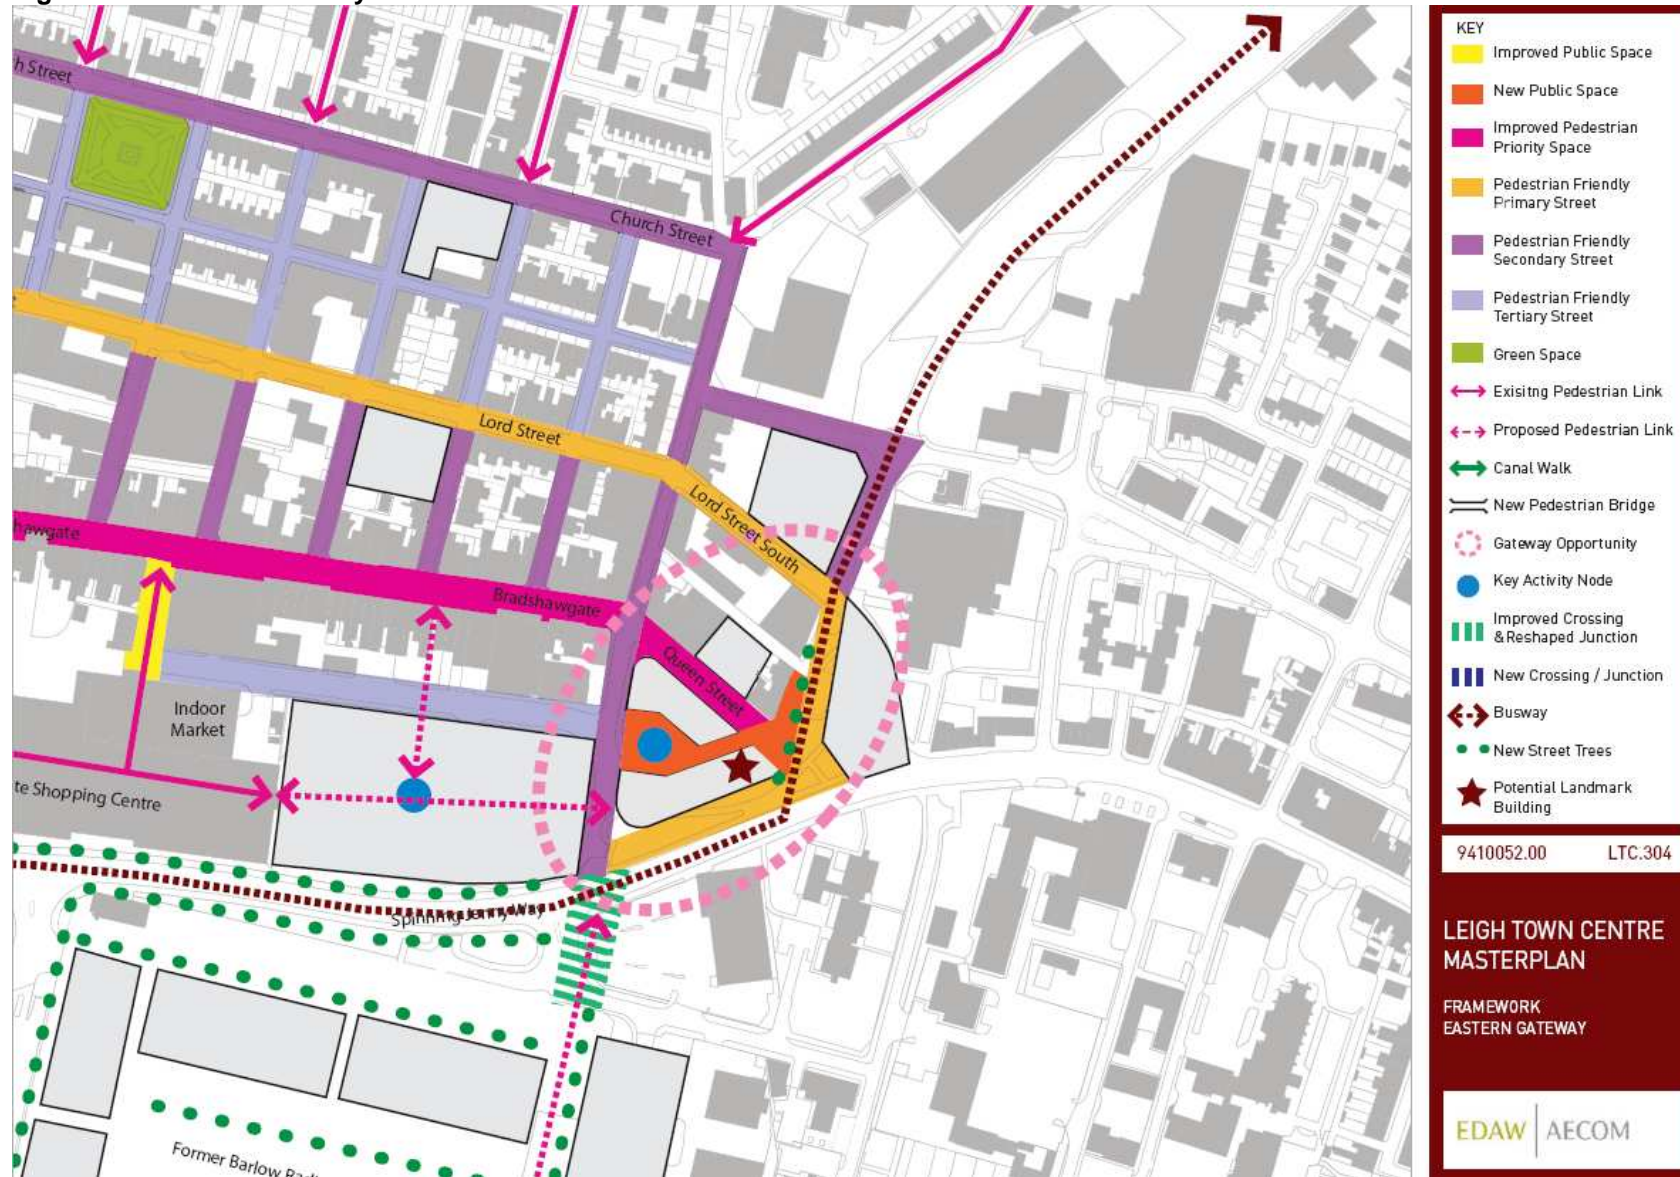 h Street
Church Street
Lord Street
Lord Street South
hawgate
Bradshawgate
Queen Street
Indoor
Market
te Shopping Centre
Spinning Jenny Way
Former Barlow
KEY
Improved Public Space
New Public Space
Improved Pedestrian
Priority Space
Pedestrian Friendly
Primary Street
Pedestrian Friendly
Secondary Street
Pedestrian Friendly
Tertiary Street
Green Space
Exisitng Pedestrian Link
Proposed Pedestrian Link
Canal Walk
New Pedestrian Bridge
Gateway Opportunity
Key Activity Node
Improved Crossing
&Reshaped Junction
New Crossing / Junction
Busway
New Street Trees
Potential Landmark
Building
9410052.00 LTC.304
LEIGH TOWN CENTRE
MASTERPLAN
FRAMEWORK
EASTERN GATEWAY
EDAW AECOM